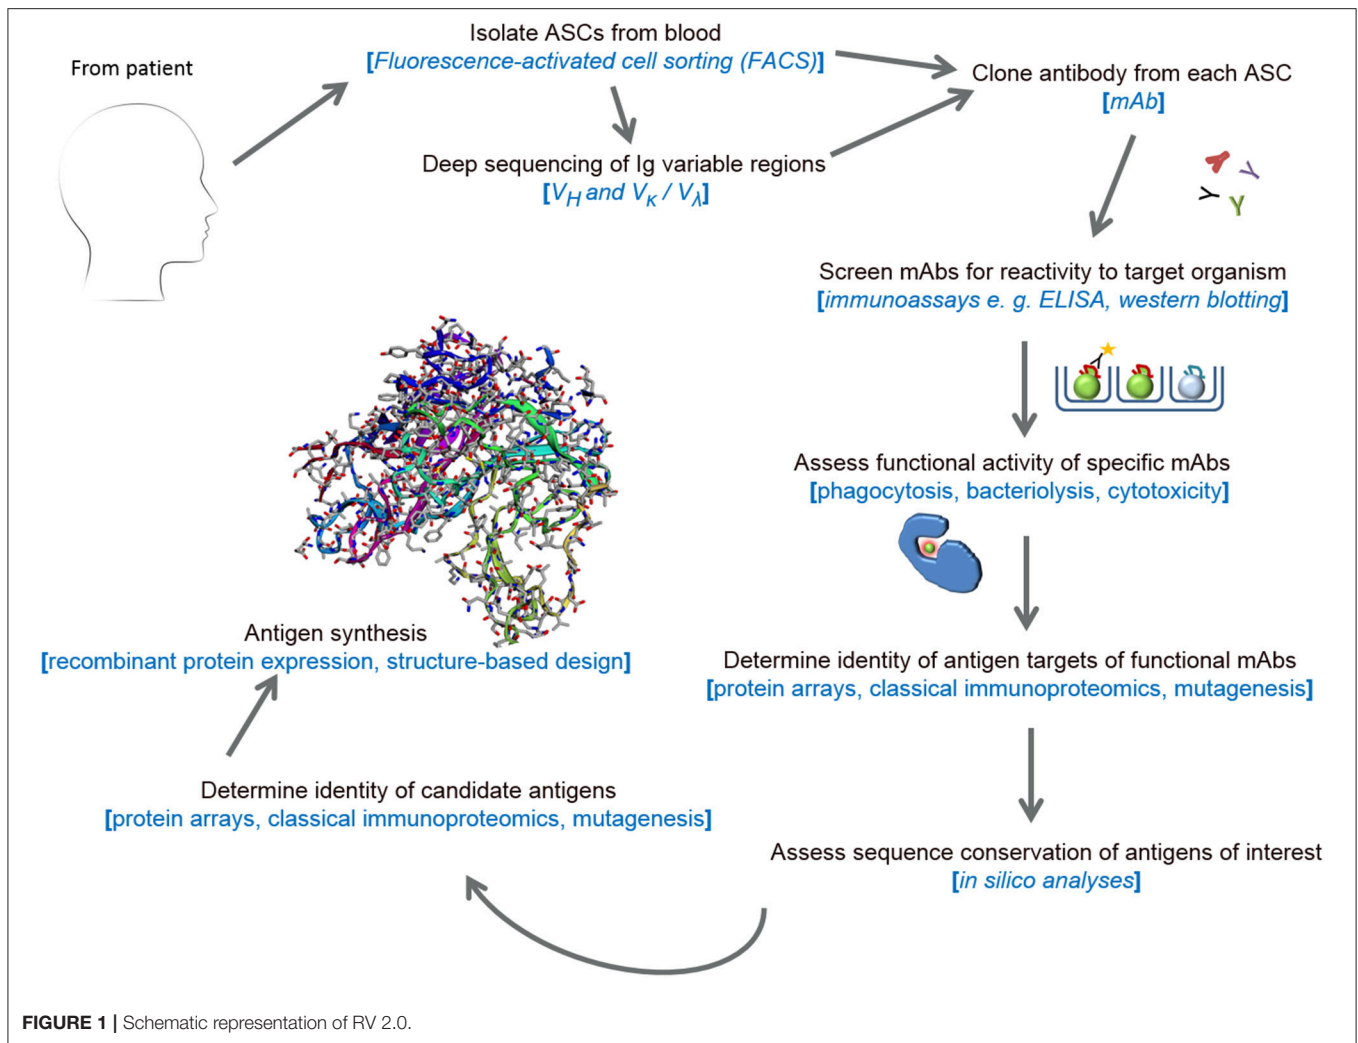 From patient
Isolate ASCs from blood
[Fluorescence-activated cell sorting (FACS)]
Deep sequencing of Ig variable regions
[VH and Vκ / Vλ]
Clone antibody from each ASC
[mAb]
Screen mAbs for reactivity to target organism
[immunoassays e. g. ELISA, western blotting]
Assess functional activity of specific mAbs
[phagocytosis, bacteriolysis, cytotoxicity]
Determine identity of antigen targets of functional mAbs
[protein arrays, classical immunoproteomics, mutagenesis]
Assess sequence conservation of antigens of interest
[in silico analyses]
Determine identity of candidate antigens
[protein arrays, classical immunoproteomics, mutagenesis]
Antigen synthesis
[recombinant protein expression, structure-based design]
FIGURE 1 | Schematic representation of RV 2.0.